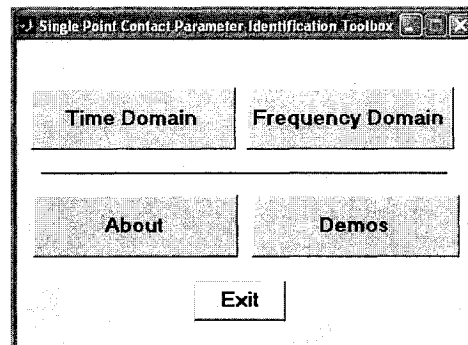 Single Point Contact Parameter Identification Toolbox
Time Domain
Frequency Domain
About
Demos
Exit